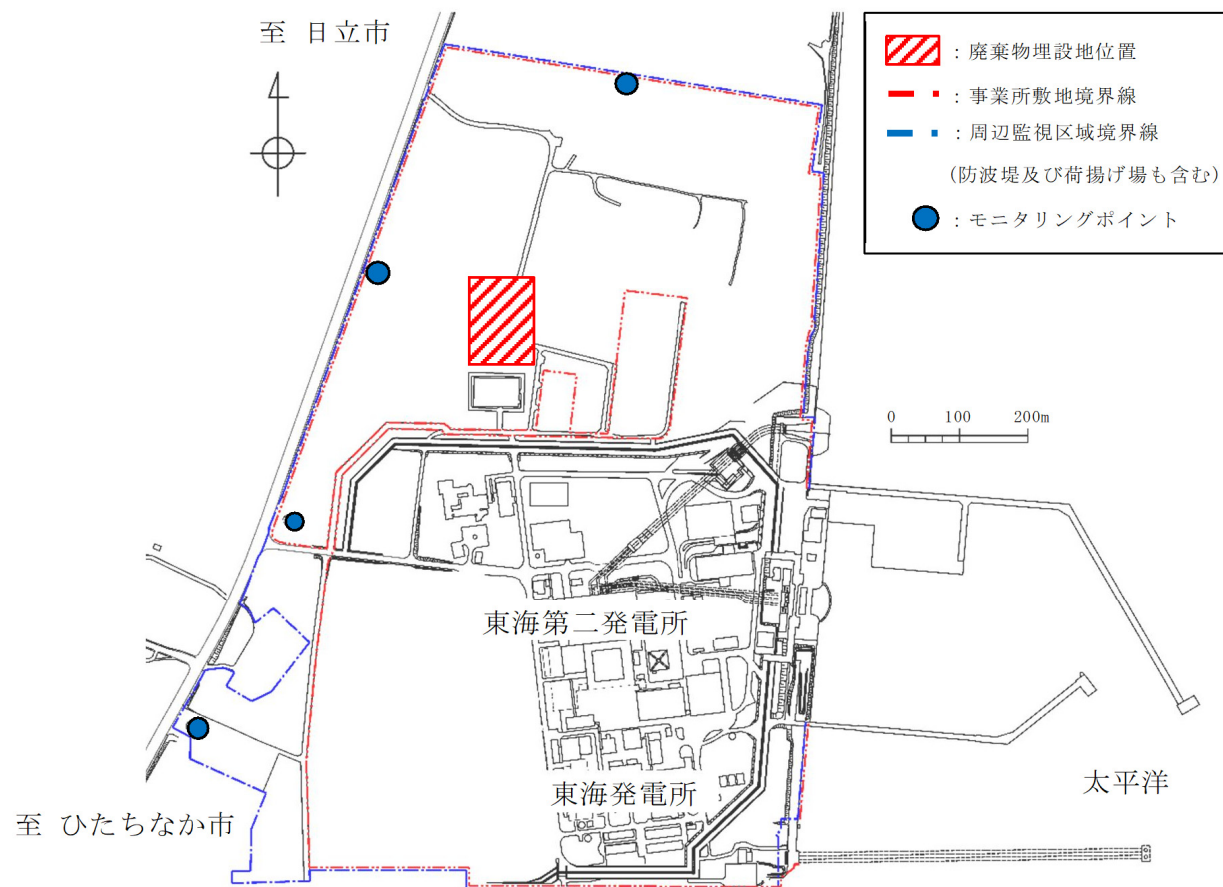 至 日立市
：廃棄物埋設地位置
：事業所敷地境界線
：周辺監視区域境界線
(防波堤及び荷揚げ場も含む)
：モニタリングポイント
0 100 200m
東海第二発電所
東海発電所
太平洋
至 ひたちなか市